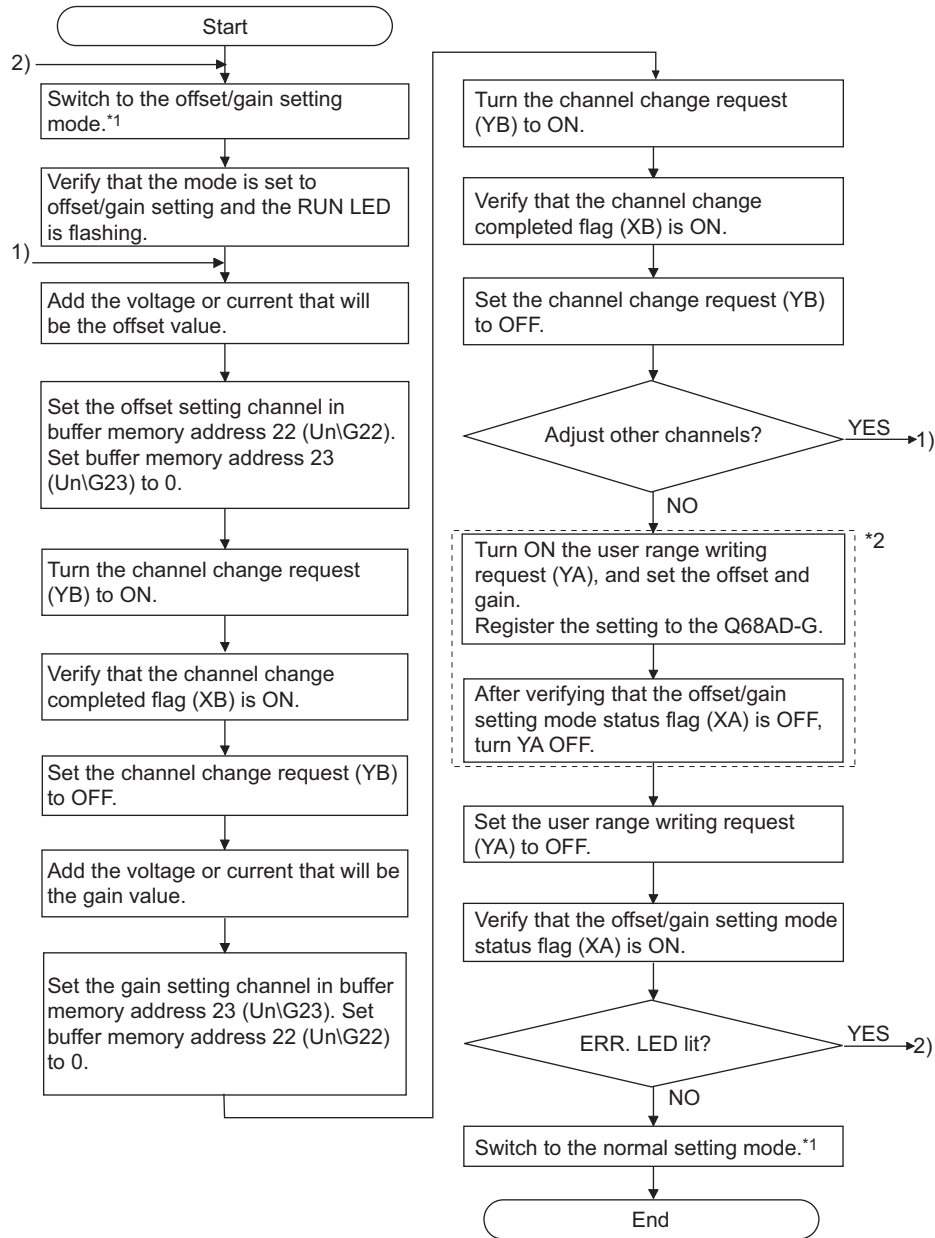 Start
2)
Switch to the offset/gain setting
mode.*1
Verify that the mode is set to
offset/gain setting and the RUN LED
is flashing.
1)
Add the voltage or current that will
be the offset value.
Set the offset setting channel in
buffer memory address 22 (Un\G22).
Set buffer memory address 23
(Un\G23) to 0.
Turn the channel change request
(YB) to ON.
Verify that the channel change
completed flag (XB) is ON.
Set the channel change request (YB)
to OFF.
Add the voltage or current that will be
the gain value.
Set the gain setting channel in buffer
memory address 23 (Un\G23). Set
buffer memory address 22 (Un\G22)
to 0.
Turn the channel change request
(YB) to ON.
Verify that the channel change
completed flag (XB) is ON.
Set the channel change request (YB)
to OFF.
Adjust other channels?
YES
1)
NO
*2
Turn ON the user range writing
request (YA), and set the offset and
gain.
Register the setting to the Q68AD-G.
After verifying that the offset/gain
setting mode status flag (XA) is OFF,
turn YA OFF.
Set the user range writing request
(YA) to OFF.
Verify that the offset/gain setting mode
status flag (XA) is ON.
ERR. LED lit?
YES
2)
NO
Switch to the normal setting mode.*1
End